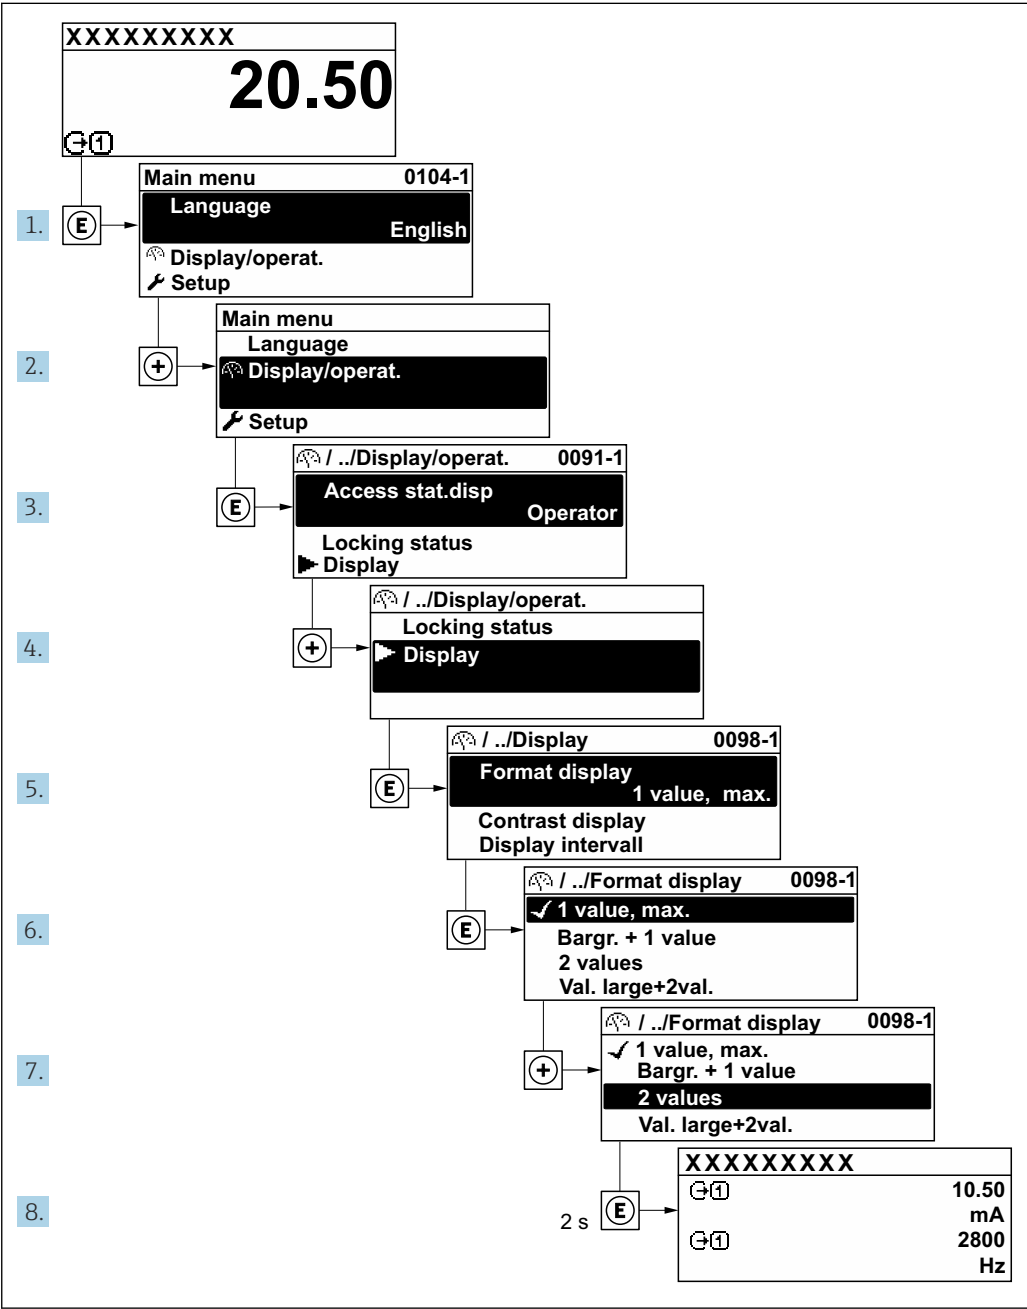 XXXXXXXXX
20.50
1
Main menu 0104-1
Language
English
Display/operat.
Setup
1.
E
Main menu
Language
Display/operat.
Setup
2.
+
/ ../Display/operat. 0091-1
Access stat.disp
Operator
Locking status
Display
3.
E
/ ../Display/operat.
Locking status
Display
4.
+
/ ../Display 0098-1
Format display
1 value, max.
Contrast display
Display intervall
5.
E
/ ../Format display 0098-1
1 value, max.
Bargr. + 1 value
2 values
Val. large+2val.
6.
E
/ ../Format display 0098-1
1 value, max.
Bargr. + 1 value
2 values
Val. large+2val.
7.
+
XXXXXXXXX
1 10.50
mA
1 2800
Hz
8.
2 s
E